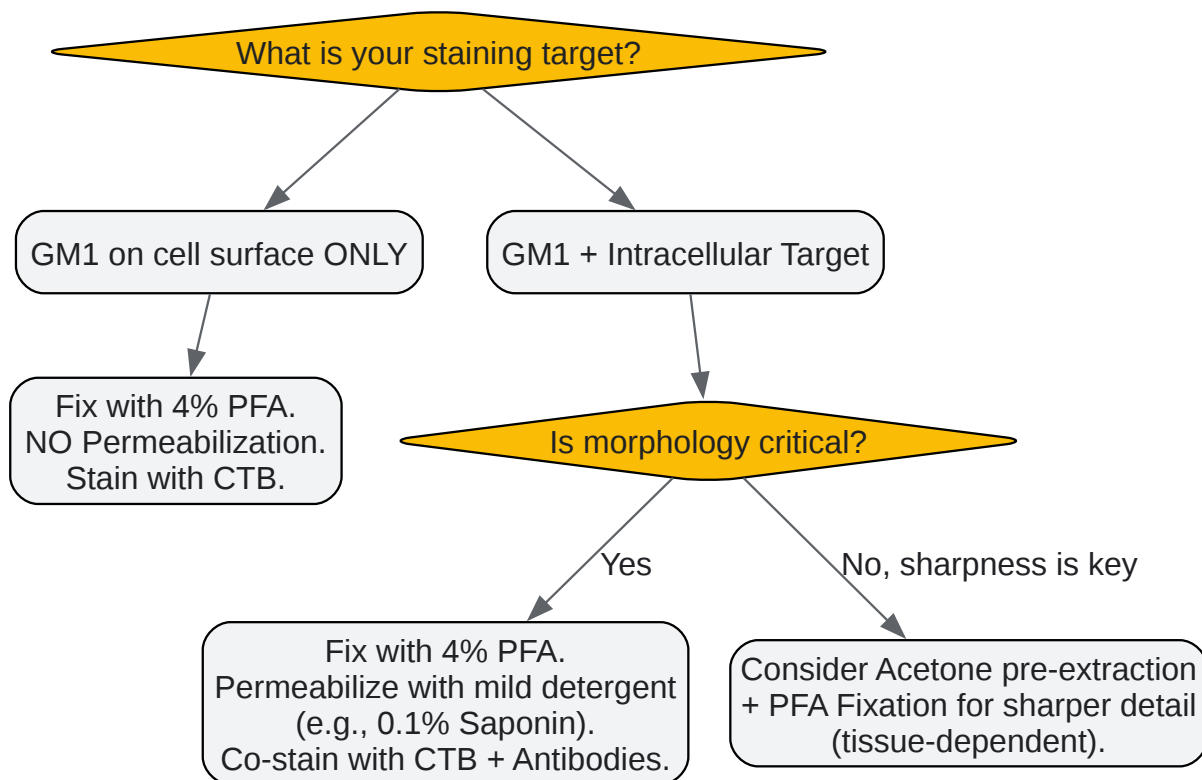 What is your staining target?
GM1 on cell surface ONLY
GM1 + Intracellular Target
Fix with 4% PFA.
NO Permeabilization.
Stain with CTB.
Is morphology critical?
Yes
No, sharpness is key
Fix with 4% PFA.
Permeabilize with mild detergent
(e.g., 0.1% Saponin).
Co-stain with CTB + Antibodies.
Consider Acetone pre-extraction
+ PFA Fixation for sharper detail
(tissue-dependent).